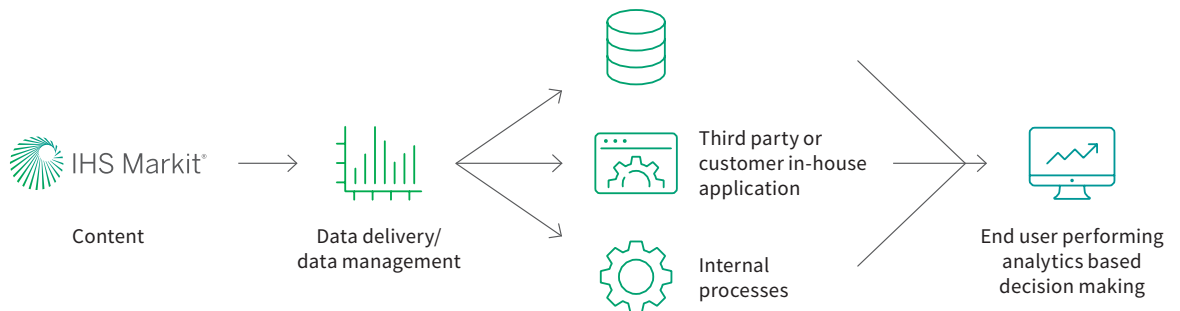 IHS Markit®
Content
Data delivery/
data management
Third party or
customer in-house
application
Internal
processes
End user performing
analytics based
decision making